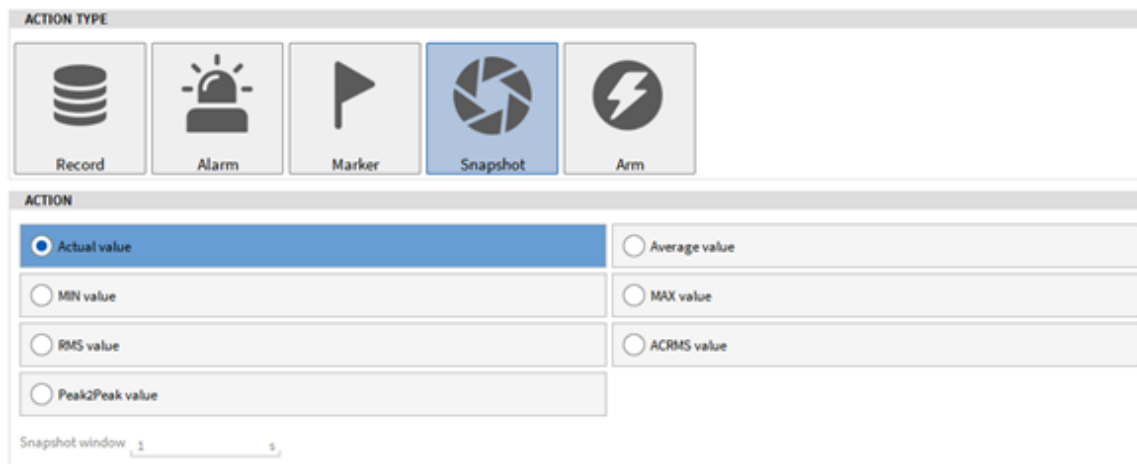 ACTION TYPE
Record Alarm Marker Snapshot Arm
ACTION
Actual value Average value
MIN value MAX value
RMS value ACRMS value
Peak2Peak value
Snapshot window 1 s